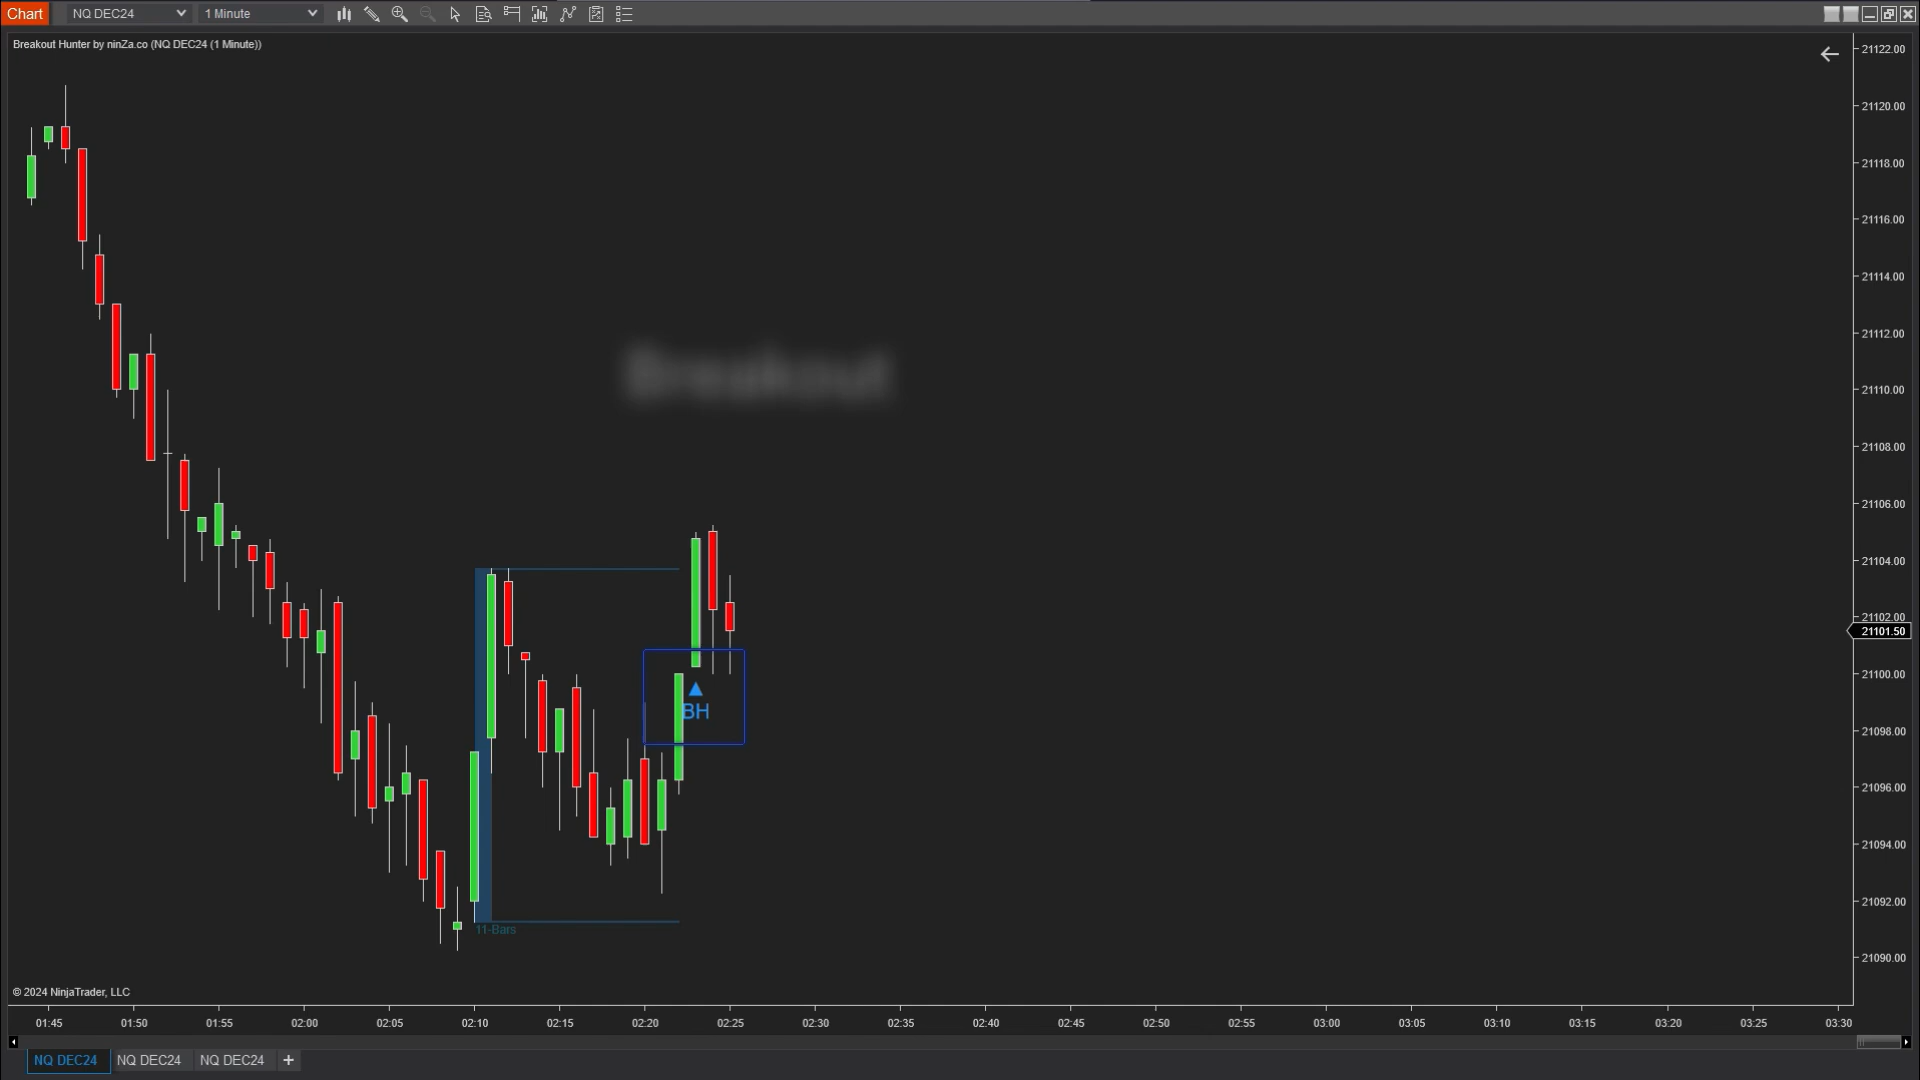 Chart NQ DEC24 1 Minute
Breakout Hunter by ninZa.co (NQ DEC24 (1 Minute))
21122.00
21120.00
21118.00
21116.00
21114.00
21112.00
Breakout
21110.00
21108.00
21106.00
21104.00
21102.00
21101.50
21100.00
BH
21098.00
21096.00
21094.00
21092.00
11-Bars
21090.00
© 2024 NinjaTrader, LLC
01:45 01:50 01:55 02:00 02:05 02:10 02:15 02:20 02:25 02:30 02:35 02:40 02:45 02:50 02:55 03:00 03:05 03:10 03:15 03:20 03:25 03:30
NQ DEC24 NQ DEC24 NQ DEC24 +